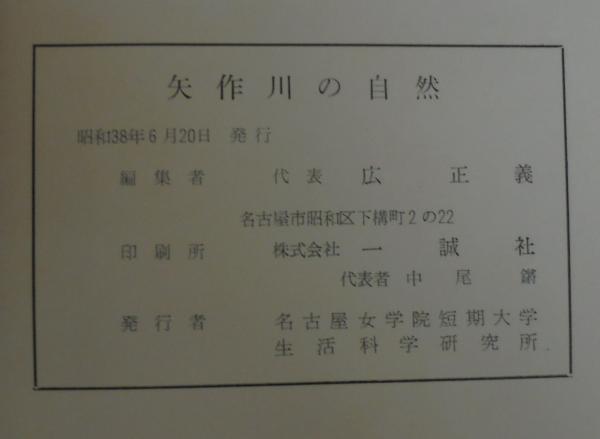 矢作川の自然
昭和38年6月20日 発行
編集者 代表 広 正 義
名古屋市昭和区下構町2の22
印刷所 株式会社 一誠社
代表者 中尾鏘
発行者 名古屋女学院短期大学
生活科学研究所